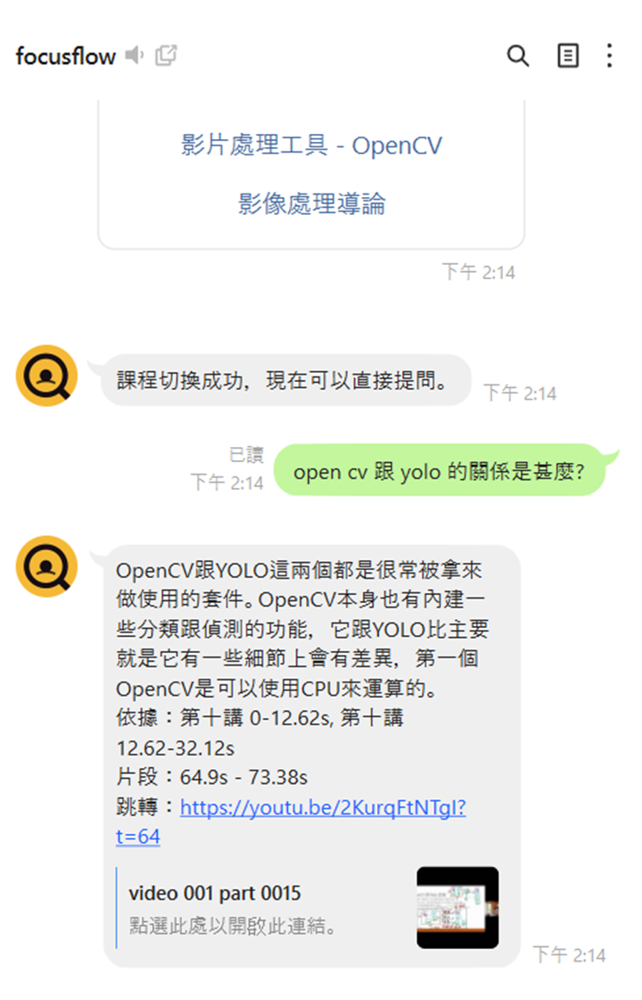 focusflow
影片處理工具 - OpenCV
影像處理導論
下午 2:14
課程切換成功，現在可以直接提問。
下午 2:14
已讀
下午 2:14
open cv 跟 yolo 的關係是甚麼?
OpenCV跟YOLO這兩個都是很常被拿來
做使用的套件。OpenCV本身也有內建一
些分類跟偵測的功能，它跟YOLO比主要
就是它有一些細節上會有差異，第一個
OpenCV是可以使用CPU來運算的。
依據：第十講 0-12.62s, 第十講
12.62-32.12s
片段：64.9s - 73.38s
跳轉：https://youtu.be/2KurqFtNTgI?
t=64
video 001 part 0015
點選此處以開啟此連結。
下午 2:14